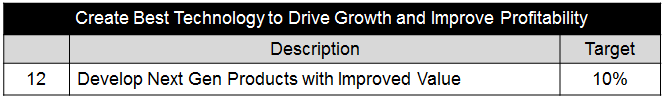 Create Best Technology to Drive Growth and Improve Profitability
Description Target
12 Develop Next Gen Products with Improved Value 10%